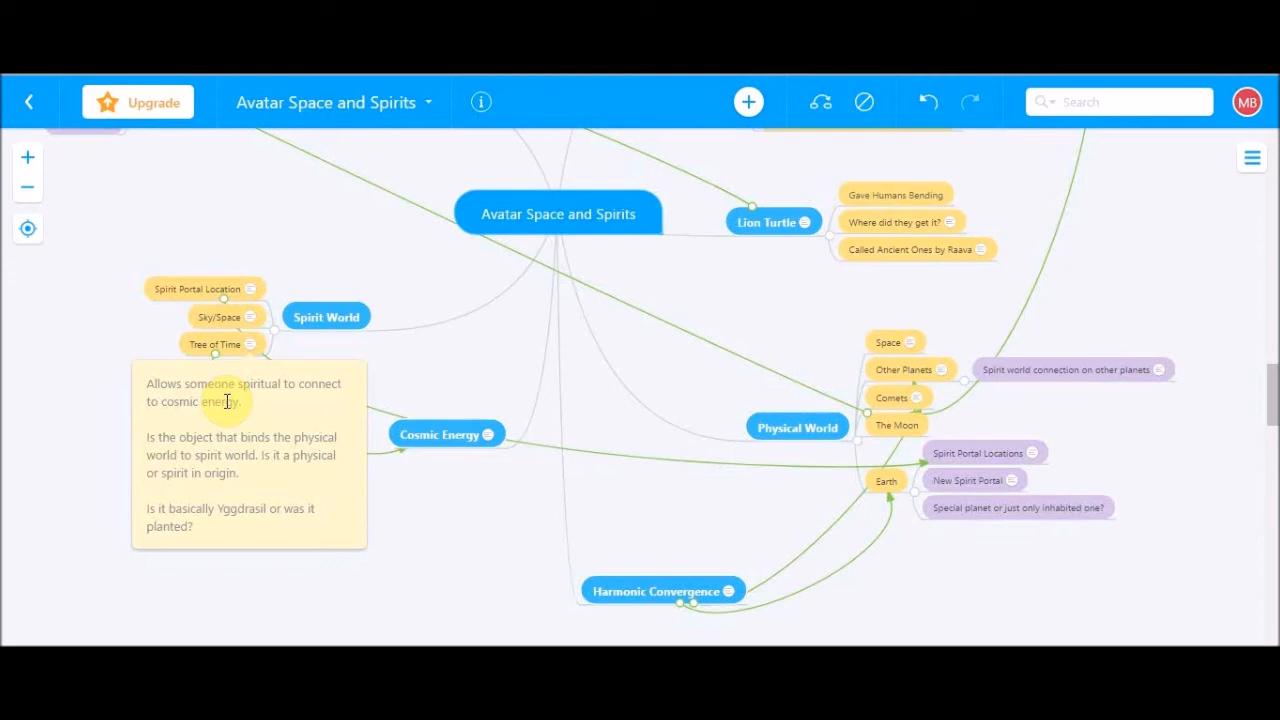 Upgrade
Avatar Space and Spirits
Search
MB
Avatar Space and Spirits
Lion Turtle
Gave Humans Bending
Where did they get it?
Called Ancient Ones by Raava
Spirit Portal Location
Sky/Space
Tree of Time
Spirit World
Allows someone spiritual to connect
to cosmic energy.
Is the object that binds the physical
world to spirit world. Is it a physical
or spirit in origin.
Is it basically Yggdrasil or was it
planted?
Cosmic Energy
Physical World
Space
Other Planets
Spirit world connection on other planets
Comets
The Moon
Earth
Spirit Portal Locations
New Spirit Portal
Special planet or just only inhabited one?
Harmonic Convergence